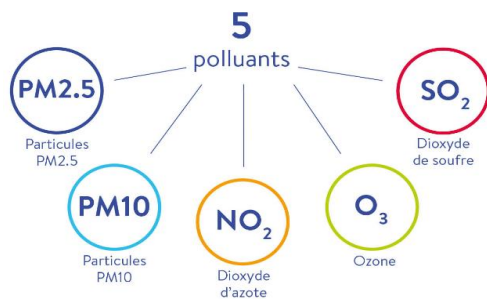 5
polluants
PM2.5
Particules
PM2.5
PM10
Particules
PM10
NO₂
Dioxyde
d'azote
O₃
Ozone
SO₂
Dioxyde
de soufre